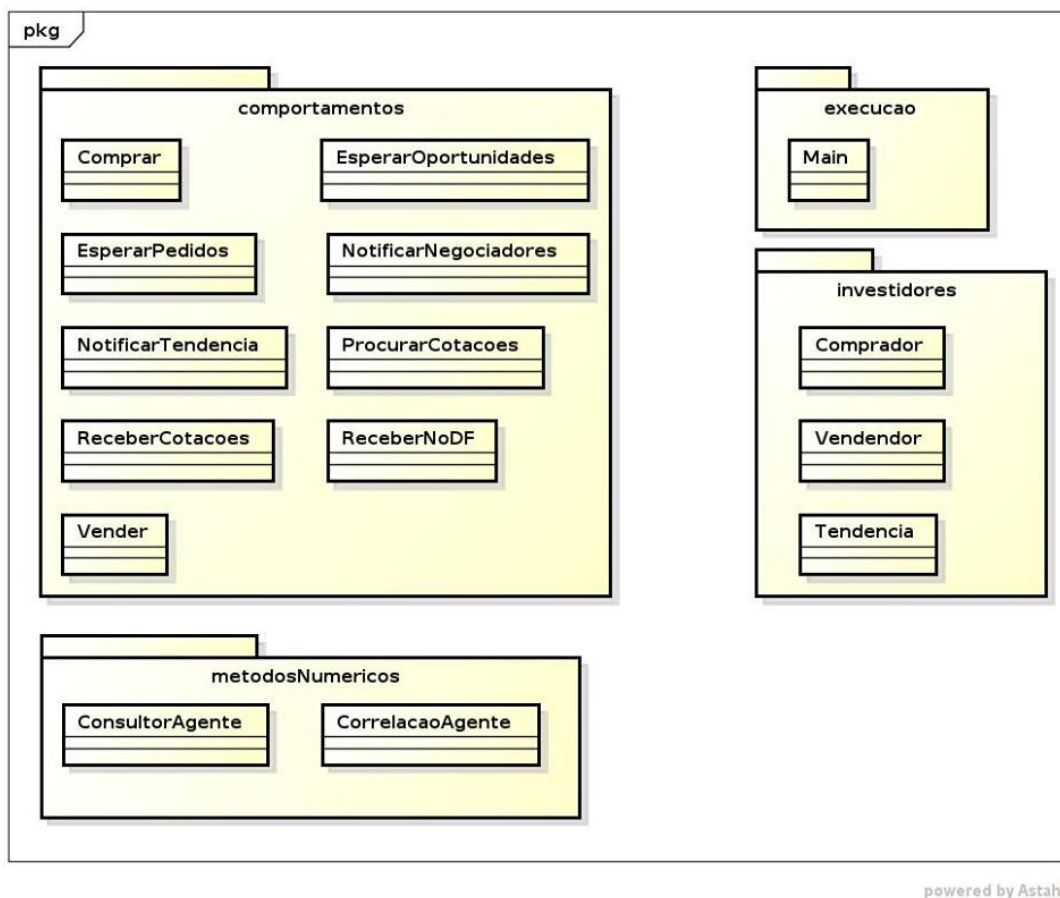 pkg
comportamentos
Comprar
EsperarOportunidades
EsperarPedidos
NotificarNegociadores
NotificarTendencia
ProcurarCotacoes
ReceberCotacoes
ReceberNoDF
Vender
execucao
Main
investidores
Comprador
Vendendor
Tendencia
metodosNumericos
ConsultorAgente
CorrelacaoAgente
powered by Astah